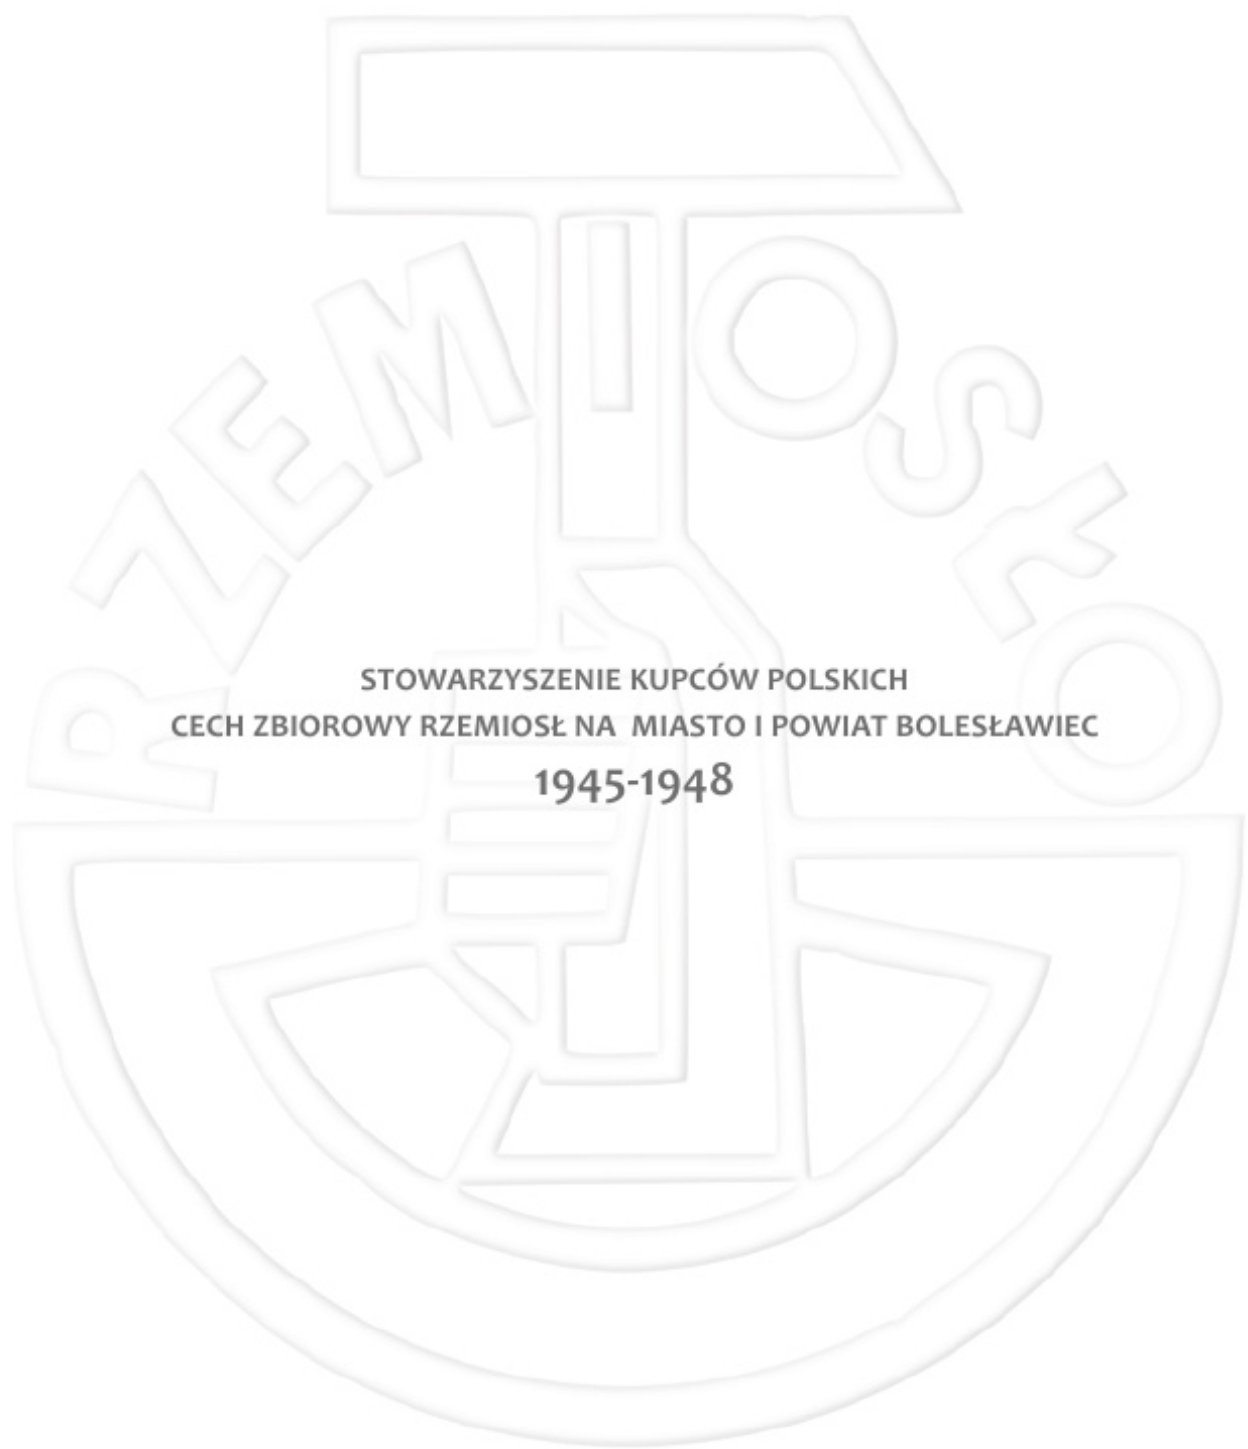 RZEMIOSŁO
STOWARZYSZENIE KUPCÓW POLSKICH
CECH ZBIOROWY RZEMIOSŁ NA MIASTO I POWIAT BOLESŁAWIEC
1945-1948